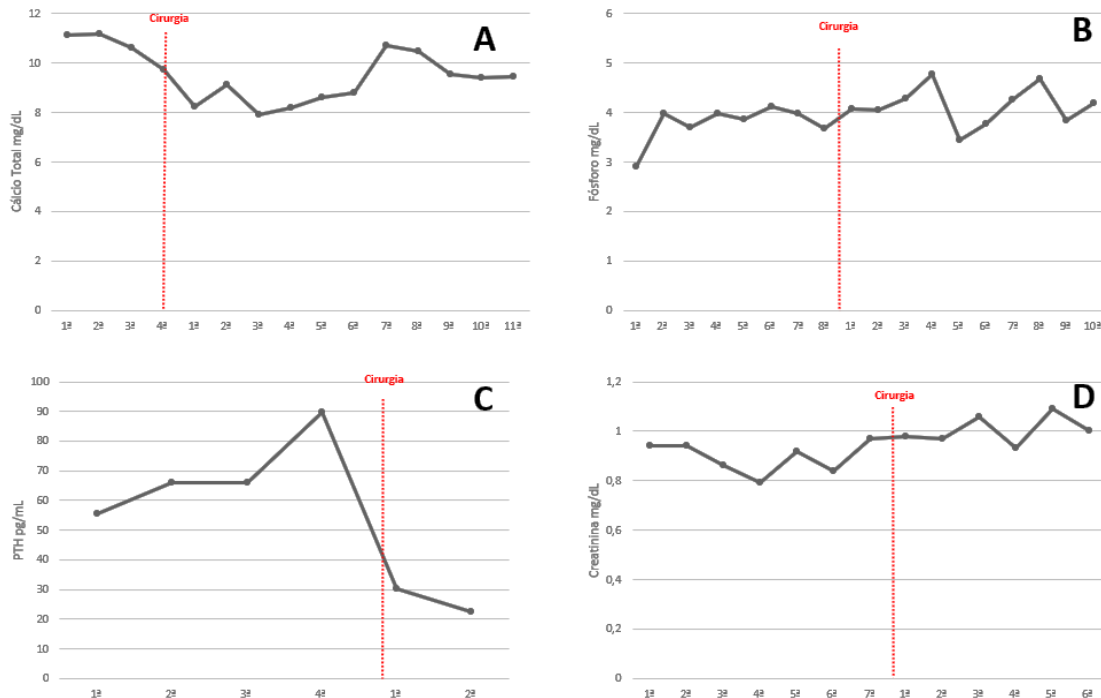 Cirurgia
A
12
10
8
6
4
2
0
Cálcio Total mg/dL
1ª 2ª 3ª 4ª 1ª 2ª 3ª 4ª 5ª 6ª 7ª 8ª 9ª 10ª 11ª
Cirurgia
B
6
5
4
3
2
1
0
Fósforo mg/dL
1ª 2ª 3ª 4ª 5ª 6ª 7ª 8ª 1ª 2ª 3ª 4ª 5ª 6ª 7ª 8ª 9ª 10ª
Cirurgia
C
100
90
80
70
60
50
40
30
20
10
0
PTH pg/mL
1ª 2ª 3ª 4ª 1ª 2ª
Cirurgia
D
1,2
1
0,8
0,6
0,4
0,2
0
Creatinina mg/dL
1ª 2ª 3ª 4ª 5ª 6ª 7ª 1ª 2ª 3ª 4ª 5ª 6ª